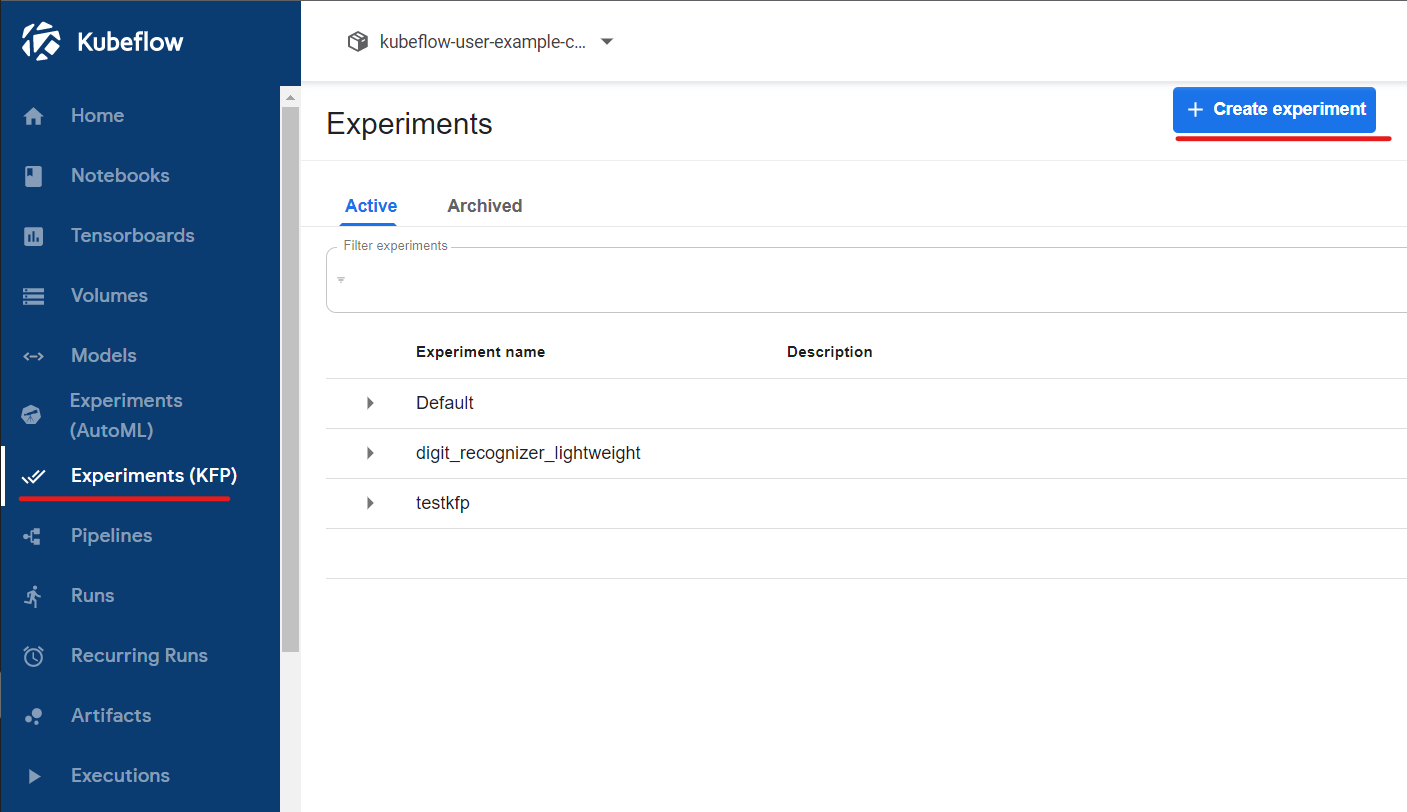 Kubeflow
Home
Notebooks
Tensorboards
Volumes
Models
Experiments
(AutoML)
Experiments (KFP)
Pipelines
Runs
Recurring Runs
Artifacts
Executions
kubeflow-user-example-c...
Experiments
+ Create experiment
Active Archived
Filter experiments
Experiment name Description
Default
digit_recognizer_lightweight
testkfp